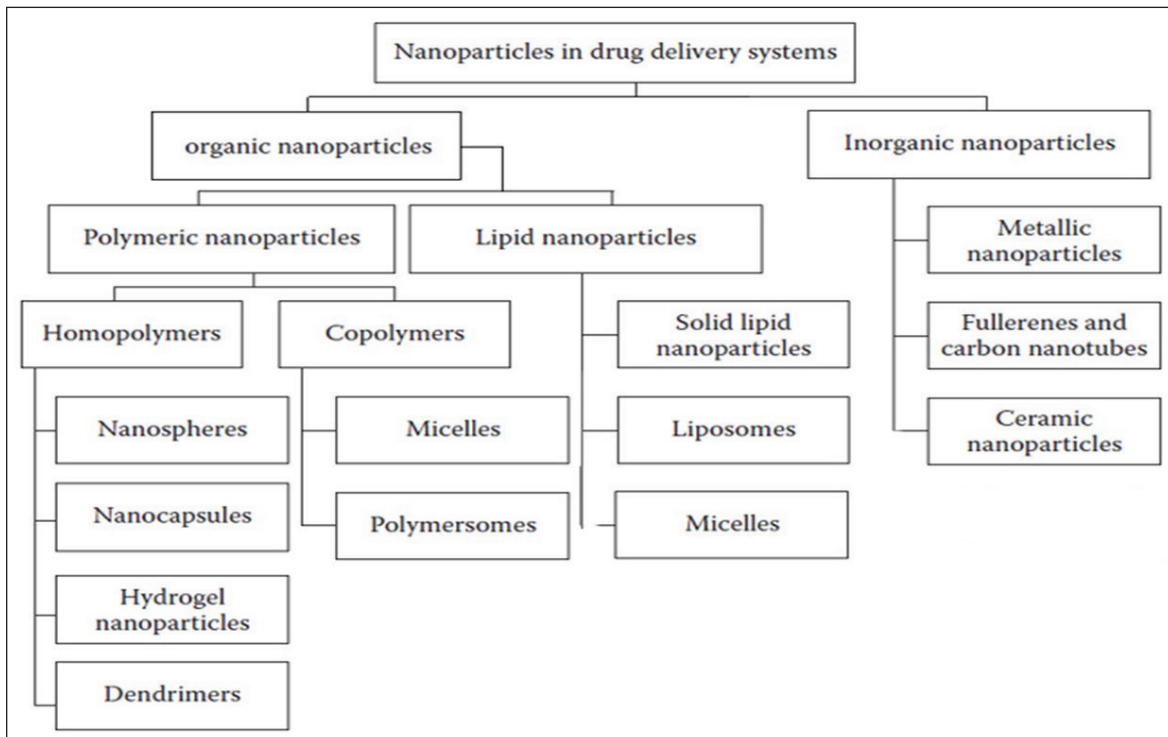 Nanoparticles in drug delivery systems
organic nanoparticles
Inorganic nanoparticles
Polymeric nanoparticles
Lipid nanoparticles
Metallic
nanoparticles
Homopolymers
Copolymers
Solid lipid
nanoparticles
Fullerenes and
carbon nanotubes
Nanospheres
Micelles
Liposomes
Ceramic
nanoparticles
Nanocapsules
Polymersomes
Micelles
Hydrogel
nanoparticles
Dendrimers